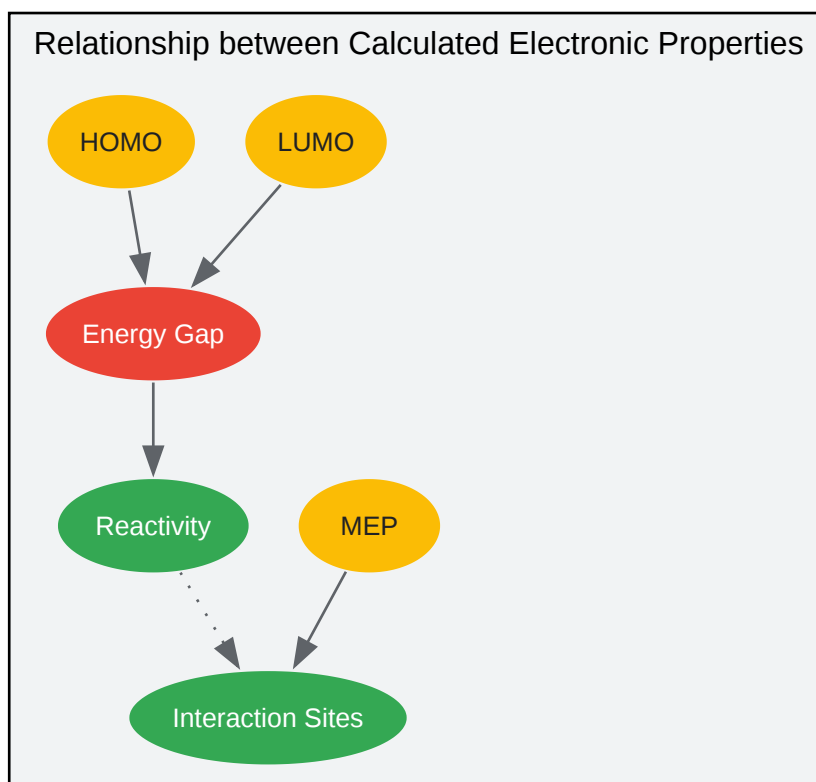 Relationship between Calculated Electronic Properties
HOMO
LUMO
Energy Gap
Reactivity
MEP
Interaction Sites